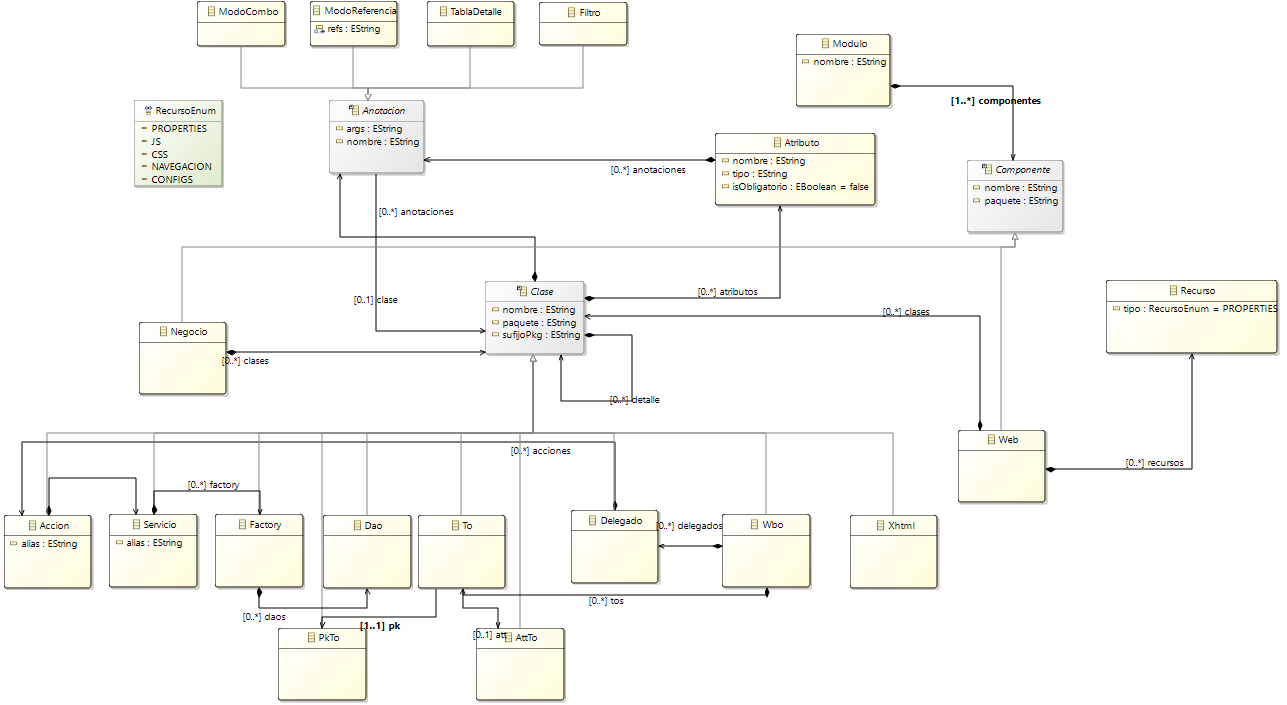 ModoCombo
ModoReferencia
refs : EString
TablaDetalle
Filtro
Modulo
nombre : EString
[1..*] componentes
RecursoEnum
PROPERTIES
JS
CSS
NAVEGACION
CONFIGS
Anotacion
args : EString
nombre : EString
Atributo
nombre : EString
tipo : EString
isObligatorio : EBoolean = false
[0..*] anotaciones
Componente
nombre : EString
paquete : EString
[0..*] anotaciones
[0..1] clase
Clase
nombre : EString
paquete : EString
sufijoPkg : EString
[0..*] atributos
[0..*] clases
Recurso
tipo : RecursoEnum = PROPERTIES
Negocio
[0..*] clases
[0..*] detalle
Web
[0..*] recursos
[0..*] acciones
[0..*] factory
Accion
alias : EString
Servicio
alias : EString
Factory
Dao
To
Delegado
[0..*] delegados
Wbo
Xhtml
[0..*] daos
[0..*] tos
[1..1] pk
PkTo
[0..1] att
AttTo